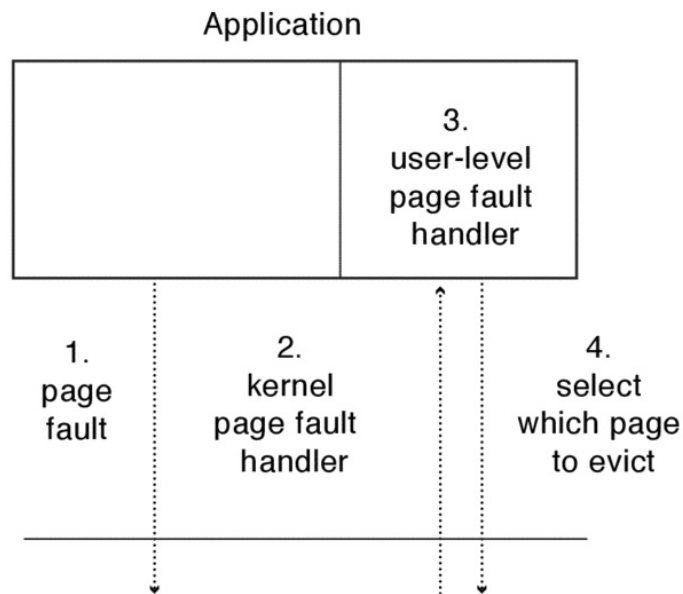 Application
3.
user-level
page fault
handler
1.
page
fault
2.
kernel
page fault
handler
4.
select
which page
to evict